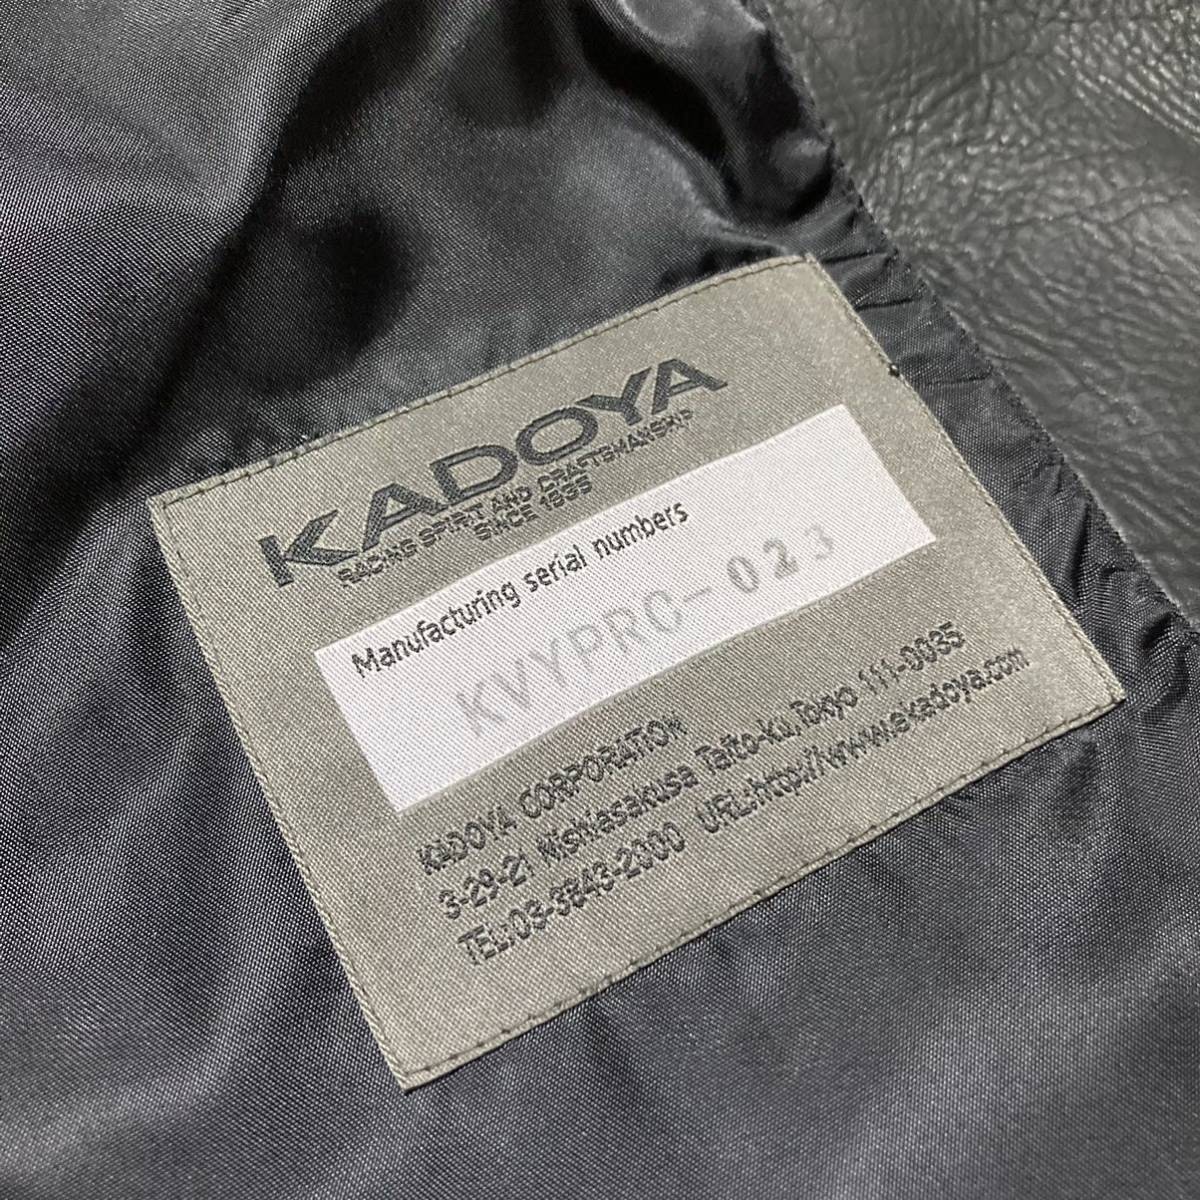 KADOYA
RACING SPIRIT AND CRAFTSMANSHIP
SINCE 1935
Manufacturing serial numbers
KVYPRO-023
KADOYA CORPORATION
3-29-21 Nishiasakusa Taito-Ku,Tokyo 111-0035
TEL:03-3843-2000 URL:http://www.ekadoya.com